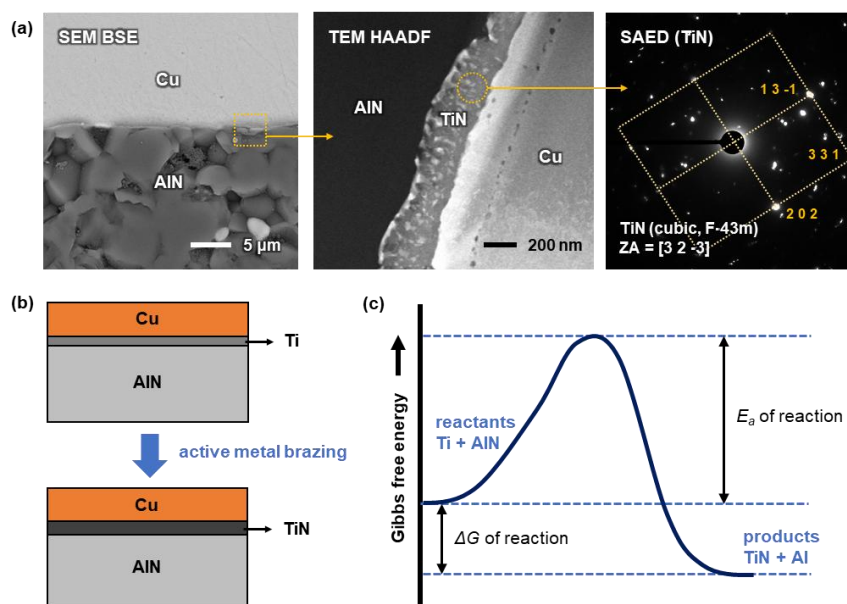 (a)
SEM BSE
Cu
AlN
5 μm
TEM HAADF
AlN
TiN
Cu
200 nm
SAED (TiN)
1 3 -1
3 3 1
2 0 2
TiN (cubic, F-43m)
ZA = [3 2 -3]
(b)
Cu
Ti
AlN
active metal brazing
Cu
TiN
AlN
(c)
Gibbs free energy
reactants
Ti + AlN
Ea of reaction
ΔG of reaction
products
TiN + Al